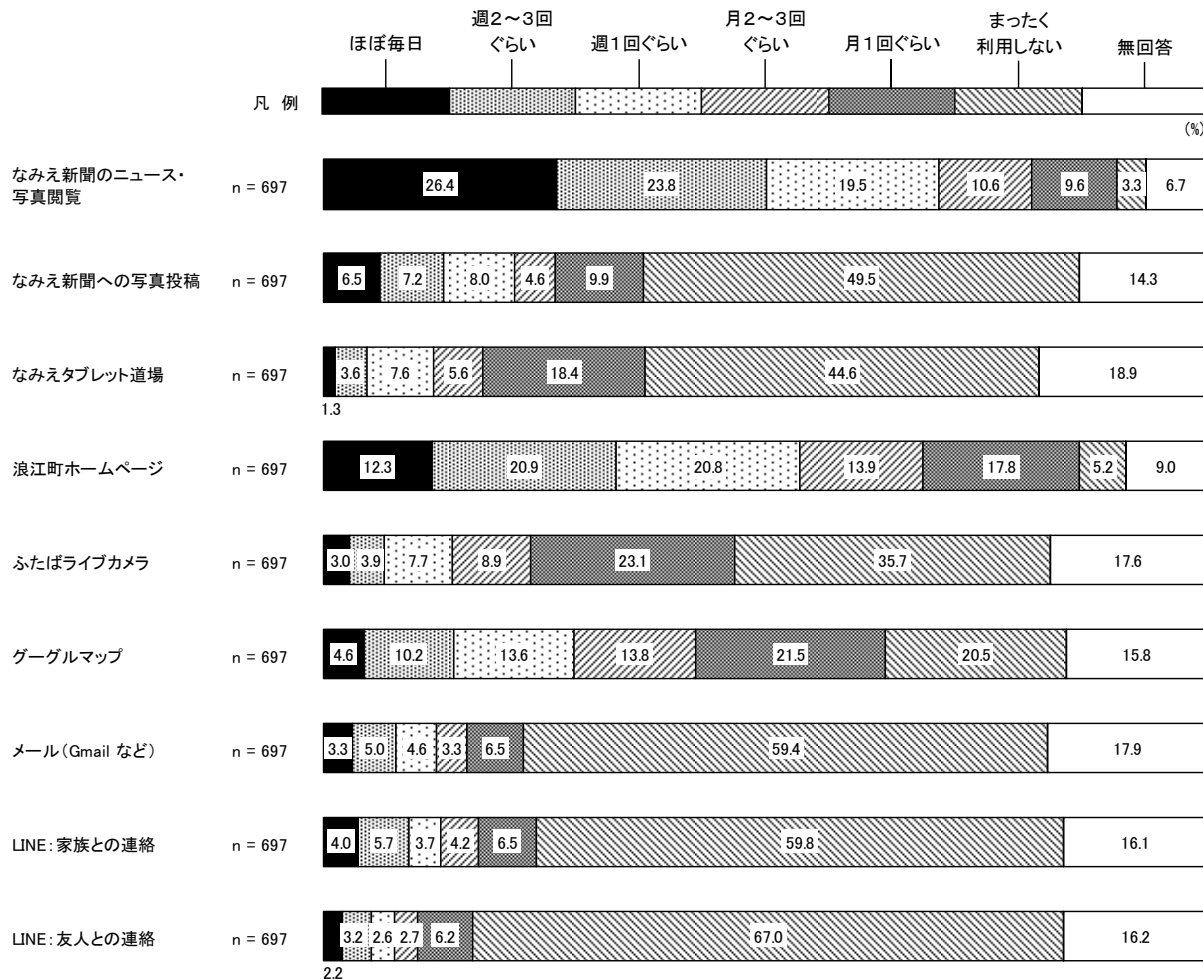 ほぼ毎日
週2~3回
ぐらい
週1回ぐらい
月2~3回
ぐらい
月1回ぐらい
まったく
利用しない
無回答
凡 例
(%)
なみえ新聞のニュース・
写真閲覧
n = 697
26.4 23.8 19.5 10.6 9.6 3.3 6.7
なみえ新聞への写真投稿 n = 697 6.5 7.2 8.0 4.6 9.9 49.5 14.3
なみえタブレット道場 n = 697 3.6 7.6 5.6 18.4 44.6 18.9
1.3
浪江町ホームページ n = 697 12.3 20.9 20.8 13.9 17.8 5.2 9.0
ふたばライブカメラ n = 697 3.0 3.9 7.7 8.9 23.1 35.7 17.6
グーグルマップ n = 697 4.6 10.2 13.6 13.8 21.5 20.5 15.8
メール(Gmail など) n = 697 3.3 5.0 4.6 3.3 6.5 59.4 17.9
LINE:家族との連絡 n = 697 4.0 5.7 3.7 4.2 6.5 59.8 16.1
LINE:友人との連絡 n = 697 3.2 2.6 2.7 6.2 67.0 16.2
2.2